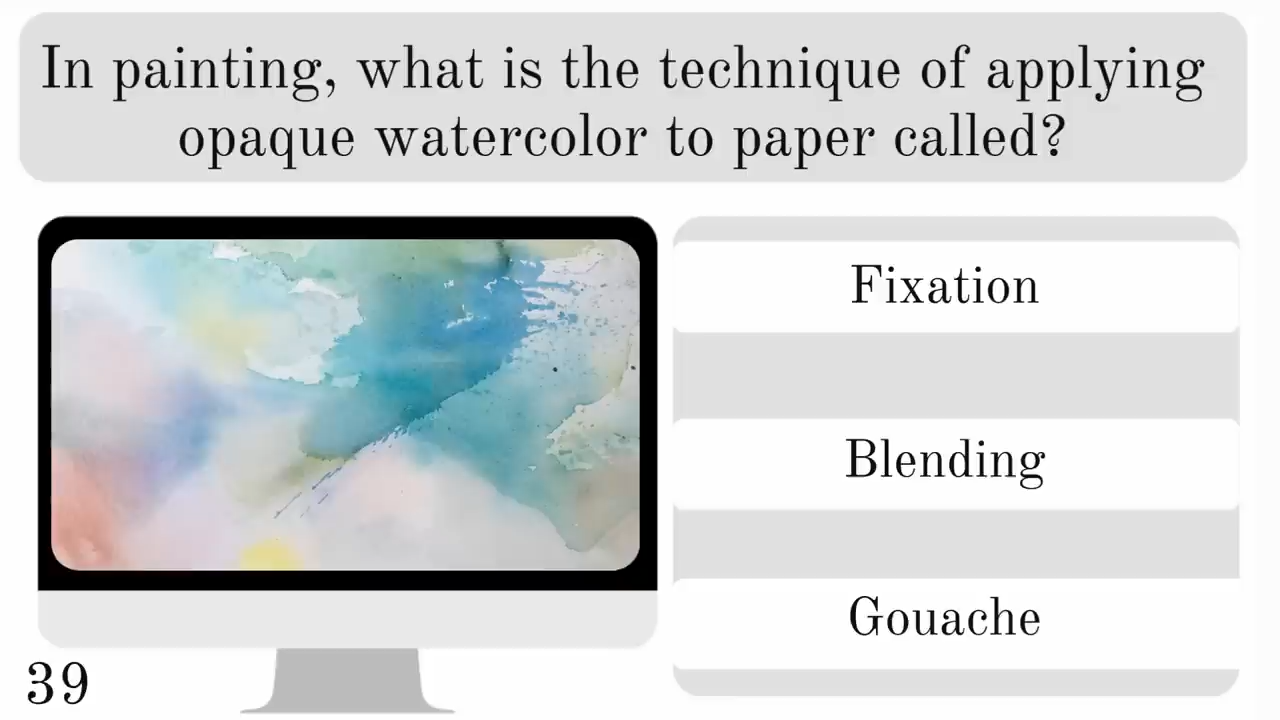 In painting, what is the technique of applying
opaque watercolor to paper called?
Fixation
Blending
Gouache
39